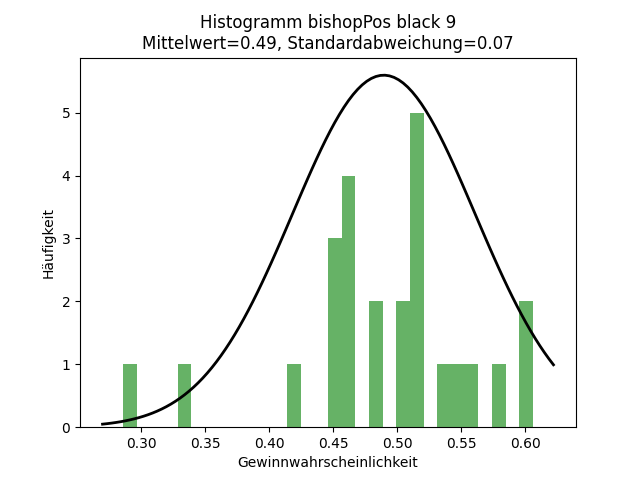 Histogramm bishopPos black 9
Mittelwert=0.49, Standardabweichung=0.07
5
4
3
2
1
0
Häufigkeit
0.30 0.35 0.40 0.45 0.50 0.55 0.60
Gewinnwahrscheinlichkeit